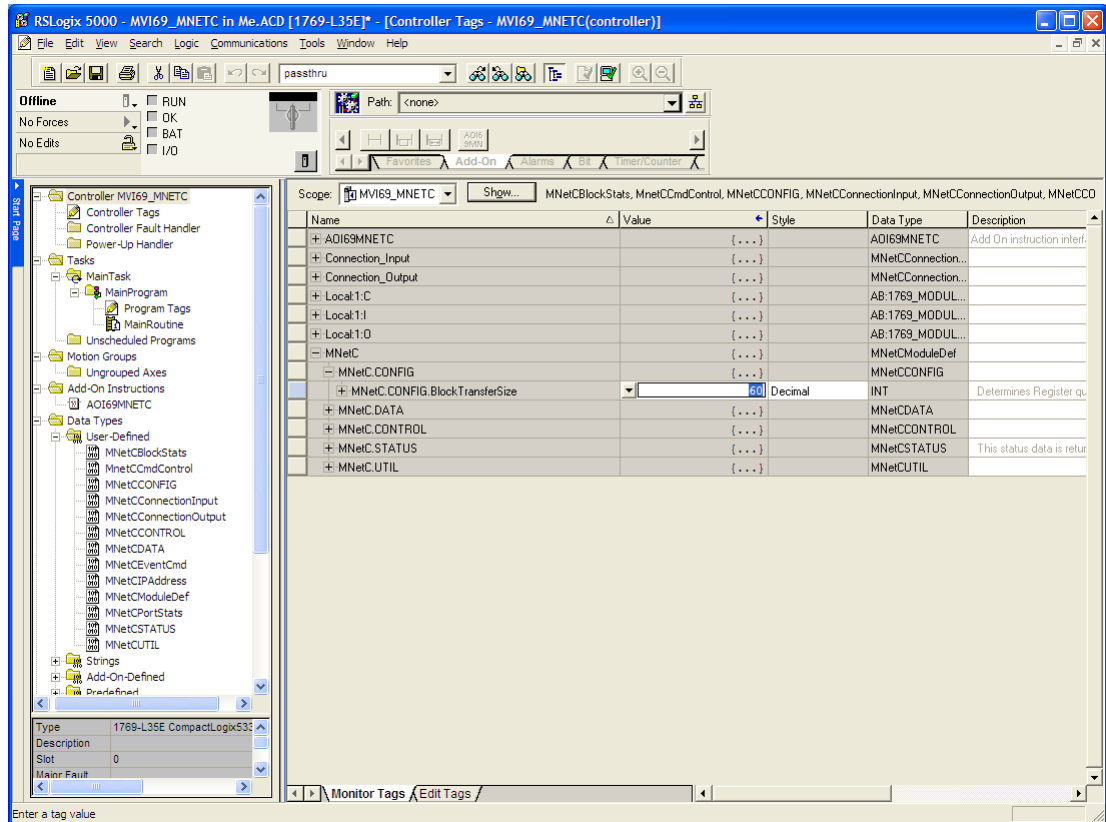 RSLogix 5000 - MVI69_MNETC in Me.ACD [1769-L35E]* - [Controller Tags - MVI69_MNETC(controller)]
File Edit View Search Logic Communications Tools Window Help
passthru
Offline
RUN
No Forces
OK
No Edits
BAT
I/O
Path: <none>
AOI6
9MN
Favorites Add-On Alarms Bit Timer/Counter
Start Page
Controller MVI69_MNETC
Controller Tags
Controller Fault Handler
Power-Up Handler
Tasks
MainTask
MainProgram
Program Tags
MainRoutine
Unscheduled Programs
Motion Groups
Ungrouped Axes
Add-On Instructions
AOI69MNETC
Data Types
User-Defined
MNetCBlockStats
MnetCCmdControl
MNetCCONFIG
MNetCConnectionInput
MNetCConnectionOutput
MNetCCONTROL
MNetCDATA
MNetCEventCmd
MNetCIPAddress
MNetCModuleDef
MNetCPortStats
MNetCSTATUS
MNetCUTIL
Strings
Add-On-Defined
Predefined
Type 1769-L35E CompactLogix533
Description
Slot 0
Major Fault
Scope: MVI69_MNETC Show... MNetCBlockStats, MnetCCmdControl, MNetCCONFIG, MNetCConnectionInput, MNetCConnectionOutput, MNetCCO
Name Value Style Data Type Description
AOI69MNETC {...} AOI69MNETC Add On instruction interf
Connection_Input {...} MNetCConnection...
Connection_Output {...} MNetCConnection...
Local:1:C {...} AB:1769_MODUL...
Local:1:I {...} AB:1769_MODUL...
Local:1:O {...} AB:1769_MODUL...
MNetC {...} MNetCModuleDef
MNetC.CONFIG {...} MNetCCONFIG
MNetC.CONFIG.BlockTransferSize 60 Decimal INT Determines Register qu
MNetC.DATA {...} MNetCDATA
MNetC.CONTROL {...} MNetCCONTROL
MNetC.STATUS {...} MNetCSTATUS This status data is retur
MNetC.UTIL {...} MNetCUTIL
Monitor Tags Edit Tags
Enter a tag value